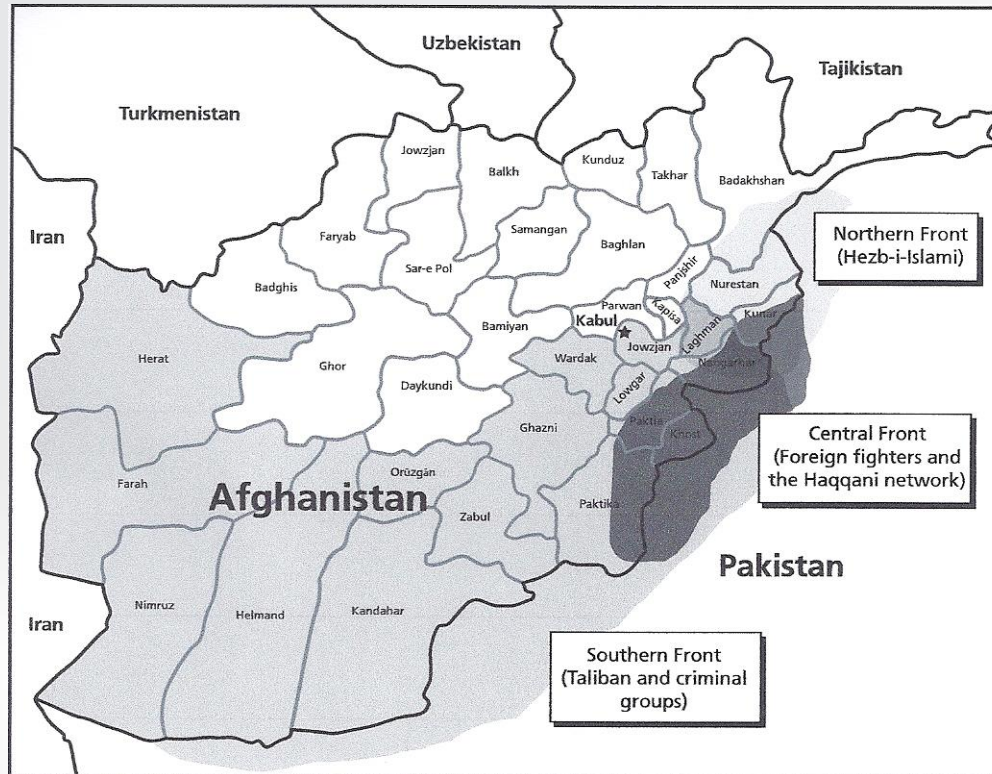 Uzbekistan
Tajikistan
Turkmenistan
Jowzjan
Balkh
Kunduz
Takhar
Badakhshan
Iran
Faryab
Samangan
Baghlan
Northern Front
(Hezb-i-Islami)
Sar-e Pol
Panjshir
Badghis
Nurestan
Parwan
Kapisa
Kabul
Bamiyan
Laghman
Kunar
Herat
Jowzjan
Wardak
Nangarhar
Ghor
Daykundi
Lowgar
Ghazni
Paktia
Khost
Central Front
(Foreign fighters and
the Haqqani network)
Farah
Orūzgān
Afghanistan
Zabul
Paktika
Pakistan
Nimruz
Helmand
Kandahar
Iran
Southern Front
(Taliban and criminal
groups)